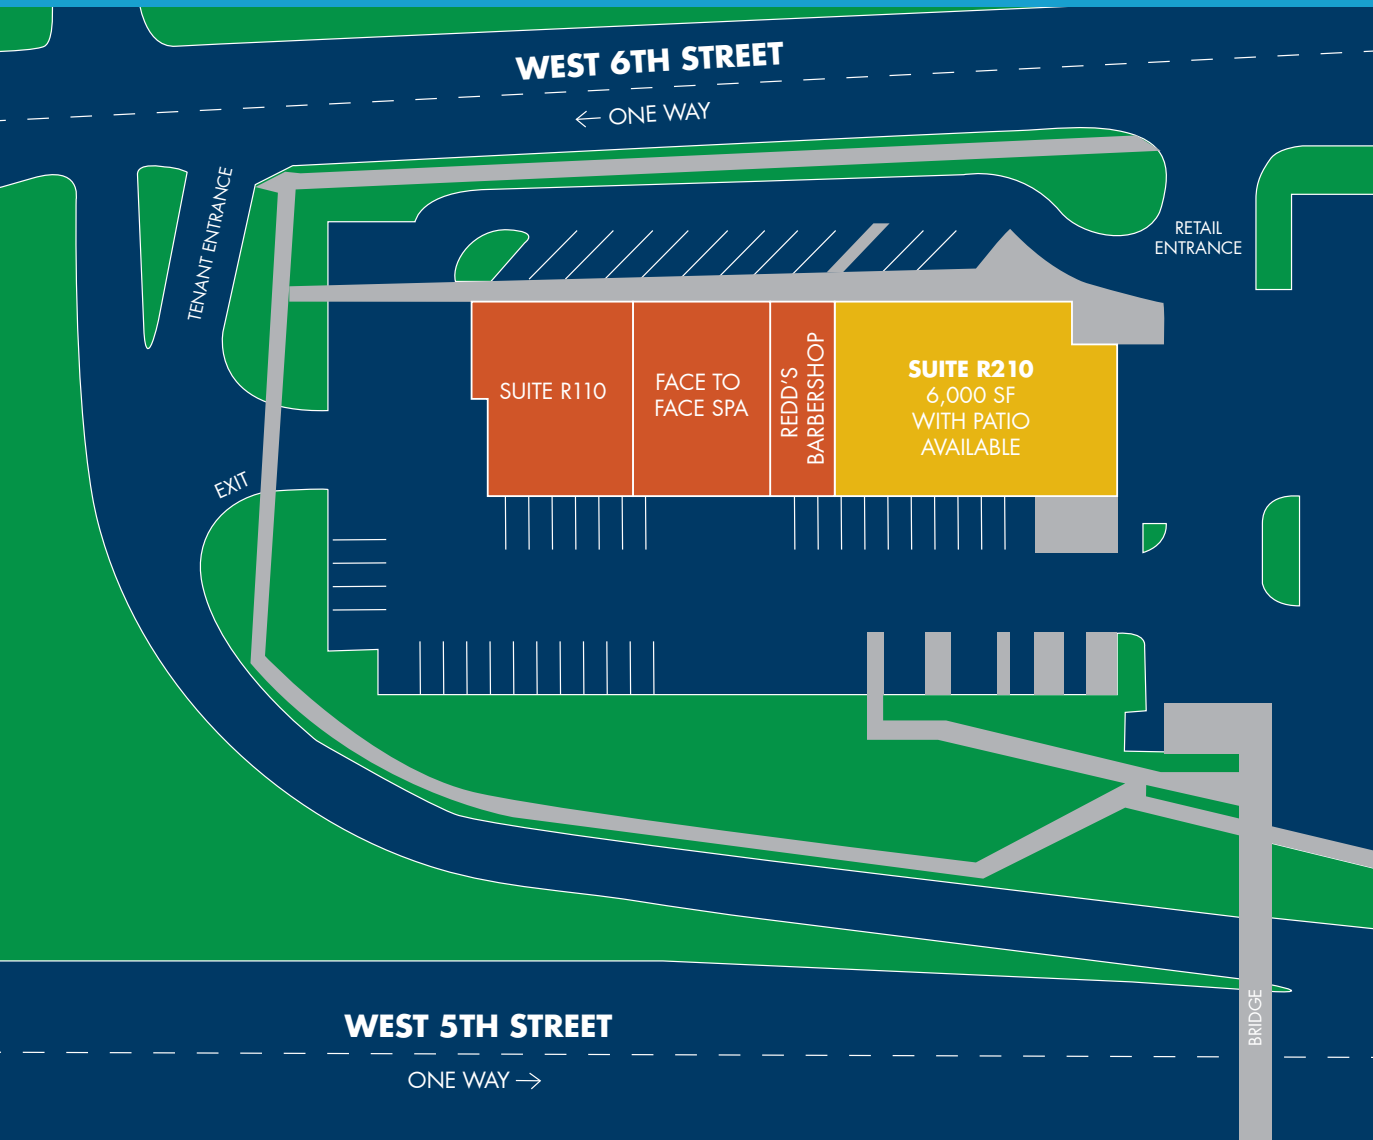 WEST 6TH STREET
← ONE WAY
TENANT ENTRANCE
RETAIL
ENTRANCE
SUITE R110
FACE TO
FACE SPA
REDD'S
BARBERSHOP
SUITE R210
6,000 SF
WITH PATIO
AVAILABLE
EXIT
WEST 5TH STREET
ONE WAY →
BRIDGE